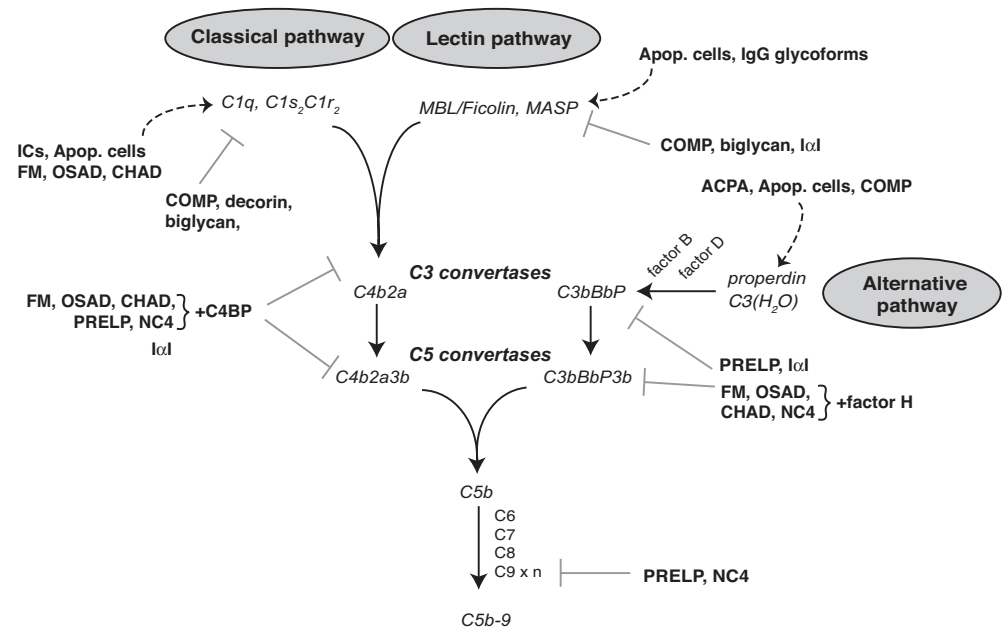 Classical pathway
Lectin pathway
Apop. cells, IgG glycoforms
C1q, C1s₂C1r₂
MBL/Ficolin, MASP
ICs, Apop. cells
FM, OSAD, CHAD
COMP, biglycan, IαI
COMP, decorin,
biglycan,
ACPA, Apop. cells, COMP
factor B
factor D
C3 convertases
C4b2a
C3bBbP
properdin
C3(H₂O)
Alternative
pathway
FM, OSAD, CHAD,
PRELP, NC4
+C4BP
IαI
C5 convertases
C4b2a3b
C3bBbP3b
PRELP, IαI
FM, OSAD,
CHAD, NC4
+factor H
C5b
C6
C7
C8
C9 x n
PRELP, NC4
C5b-9